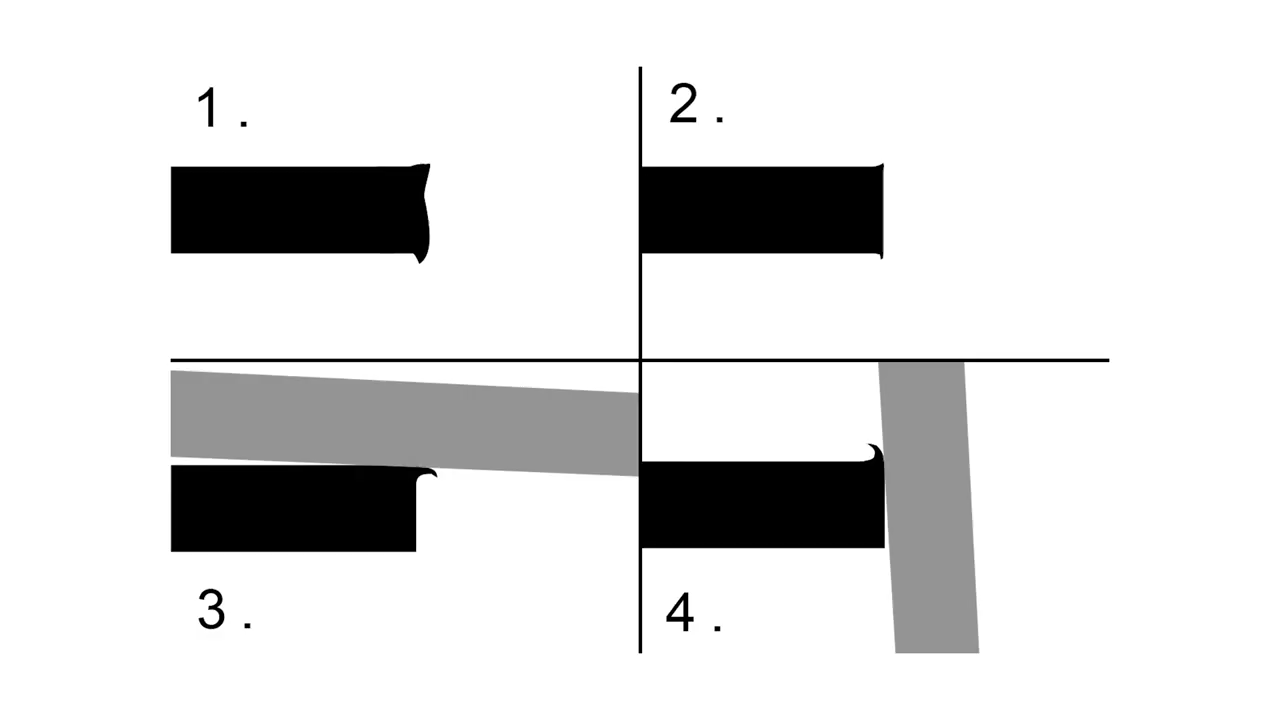 1 .
2 .
3 .
4 .